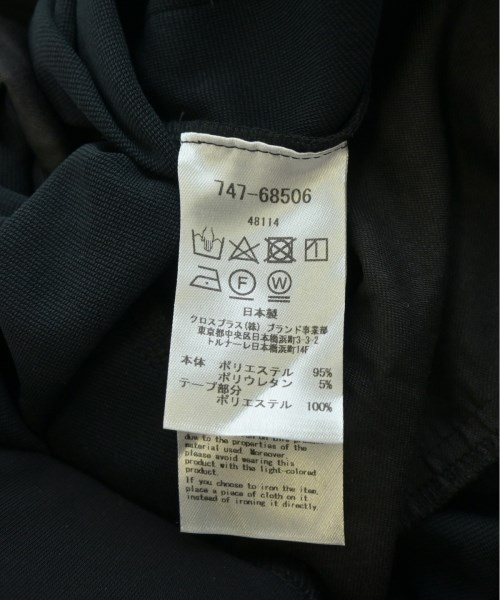 747-68506
48114
F
W
日本製
クロスプラス(株) ブランド事業部
東京都中央区日本橋浜町3-3-2
トルナーレ日本橋浜町14F
本体 ポリエステル 95%
ポリウレタン 5%
テープ部分
ポリエステル 100%
due to the properties of the
material used. Moreover,
please avoid wearing this
product with the light-colored
product.
If you choose to iron the item,
place a piece of cloth on it
instead of ironing it directly.